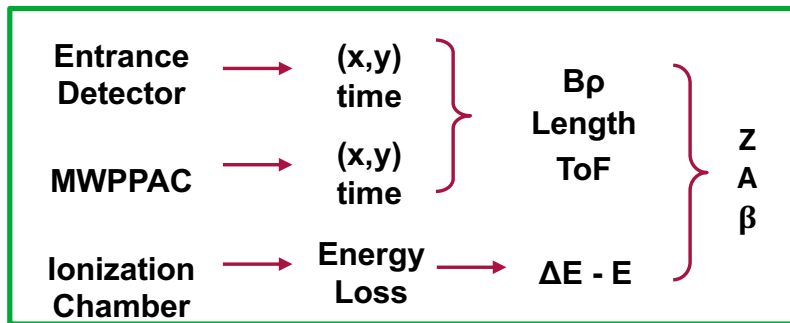 Entrance
Detector
(x,y)
time
MWPPAC
(x,y)
time
Bρ
Length
ToF
Ionization
Chamber
Energy
Loss
ΔE - E
Z
A
β